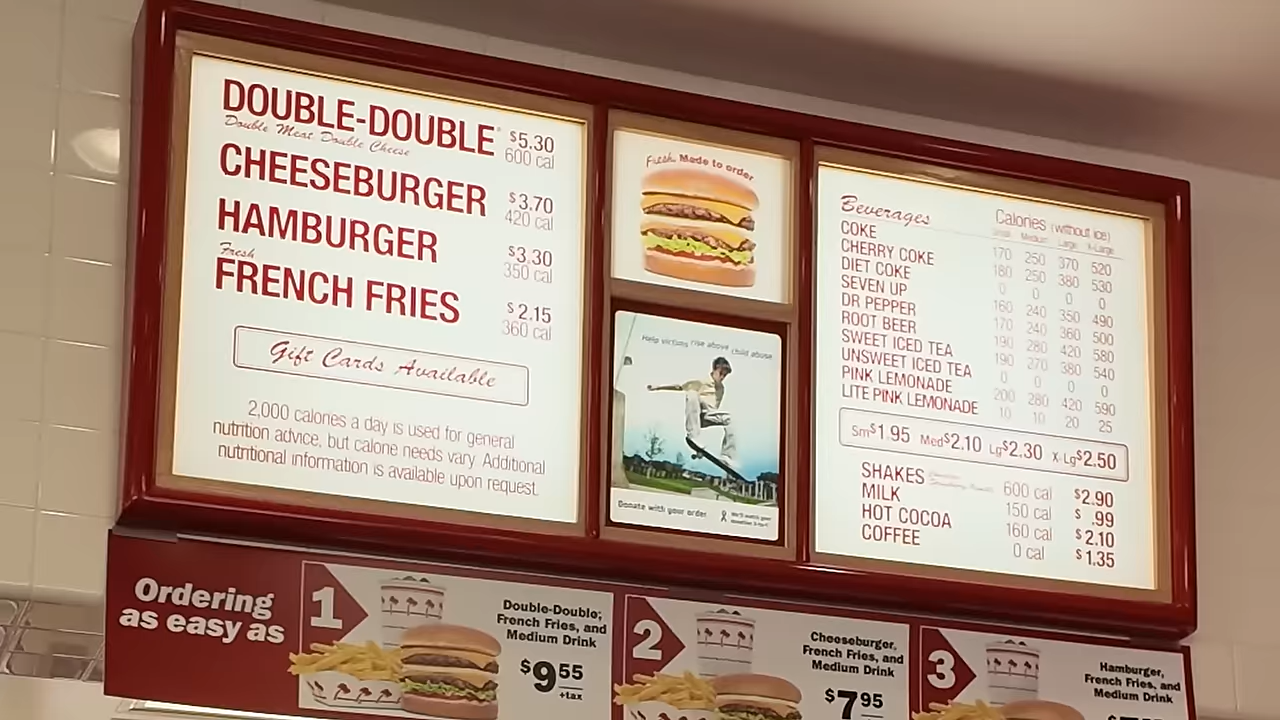 DOUBLE-DOUBLE® $5.30
Double Meat Double Cheese 600 cal
CHEESEBURGER $3.70
420 cal
HAMBURGER $3.30
350 cal
Fresh
FRENCH FRIES $2.15
360 cal
Gift Cards Available
2,000 calories a day is used for general
nutrition advice, but calorie needs vary. Additional
nutritional information is available upon request.
Fresh. Made to order
Help victims rise above child abuse
Donate with your order
Beverages Calories (without ice)
Small Medium Large X-Large
COKE 170 250 370 520
CHERRY COKE 180 250 380 530
DIET COKE 0 0 0 0
SEVEN UP 160 240 350 490
DR PEPPER 170 240 360 500
ROOT BEER 190 280 420 580
SWEET ICED TEA 190 270 380 540
UNSWEET ICED TEA 0 0 0 0
PINK LEMONADE 200 280 420 590
LITE PINK LEMONADE 10 10 20 25
Sm$1.95 Med$2.10 Lg$2.30 X-Lg$2.50
SHAKES 600 cal $2.90
MILK 150 cal $.99
HOT COCOA 160 cal $2.10
COFFEE 0 cal $1.35
Ordering
as easy as
1
Double-Double,
French Fries, and
Medium Drink
$9.55
+tax
2
Cheeseburger,
French Fries, and
Medium Drink
$7.95
3
Hamburger,
French Fries, and
Medium Drink